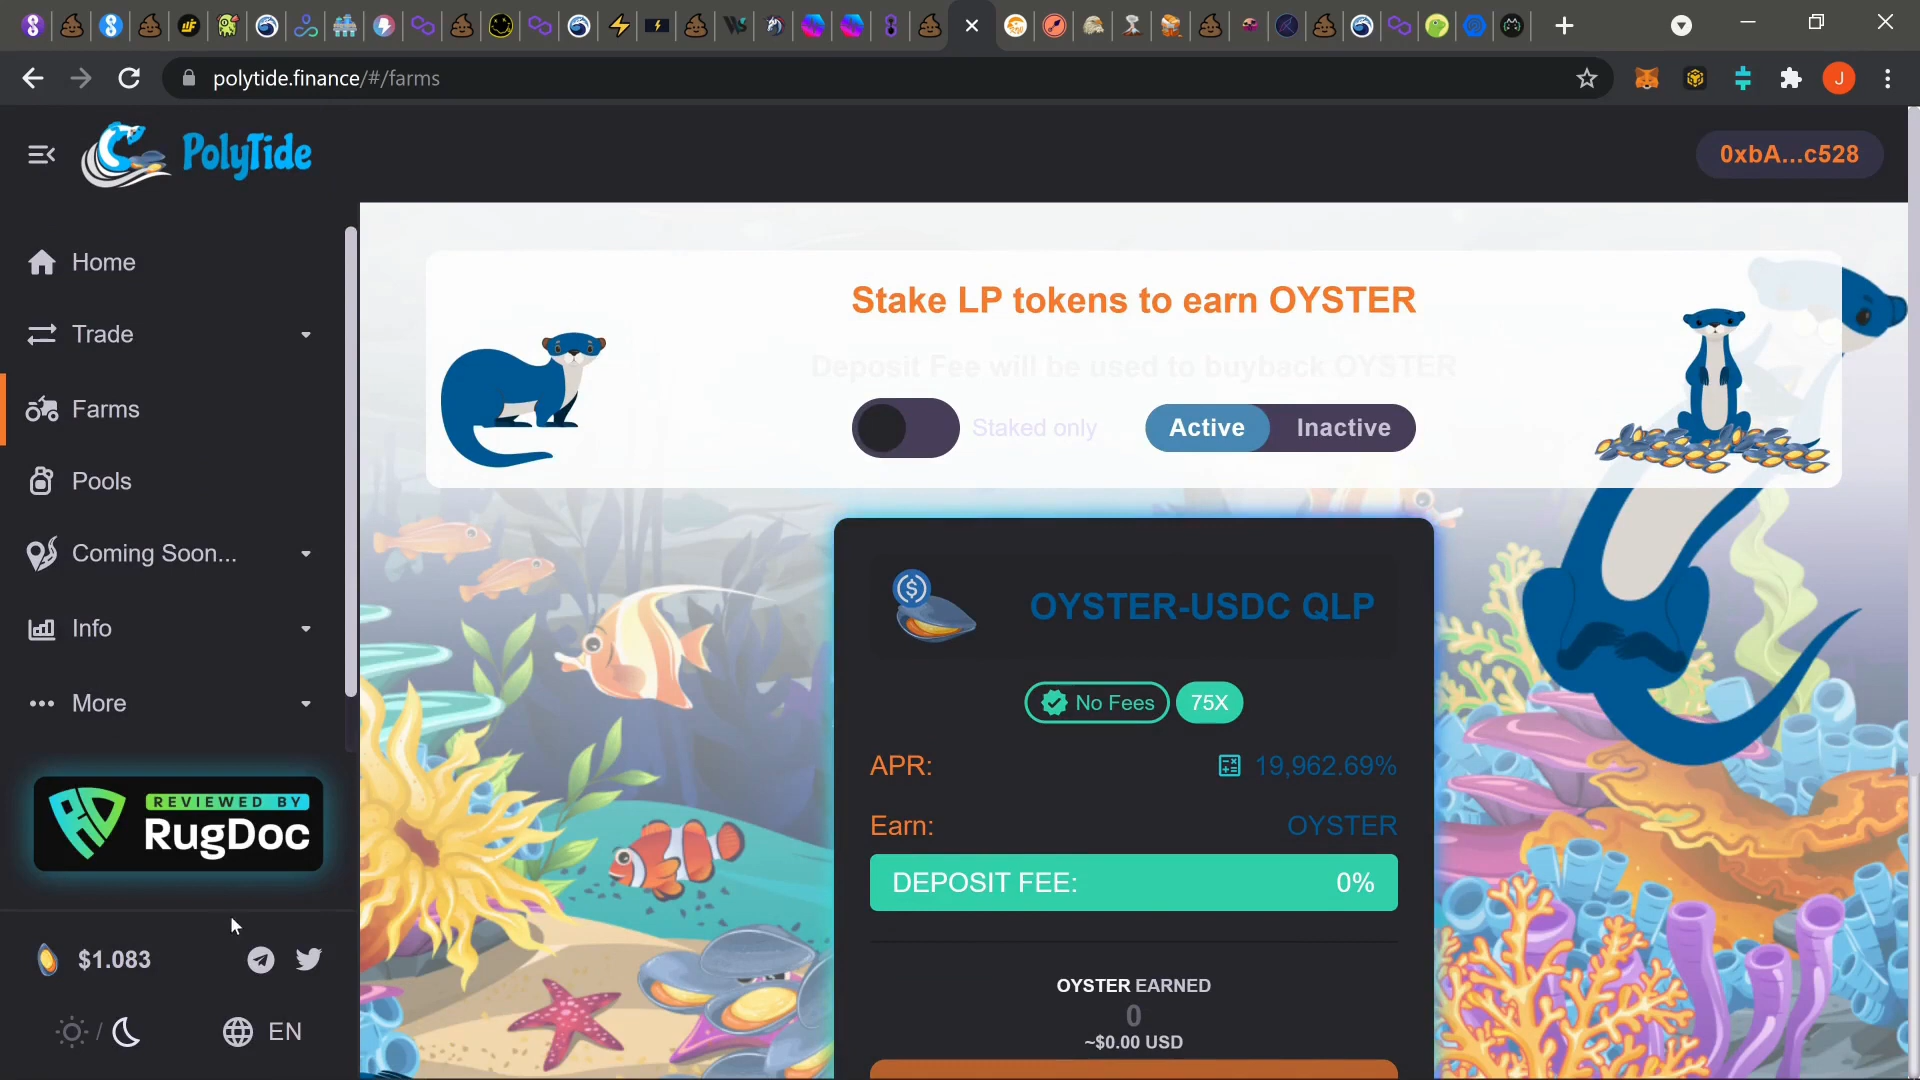 polytide.finance/#/farms
J
PolyTide
0xbA...c528
Home
Trade
Farms
Pools
Coming Soon...
Info
More
REVIEWED BY
RugDoc
$1.083
/
EN
Stake LP tokens to earn OYSTER
Deposit Fee will be used to buyback OYSTER
Staked only
Active
Inactive
OYSTER-USDC QLP
No Fees
75X
APR:
19,962.69%
Earn:
OYSTER
DEPOSIT FEE:
0%
OYSTER EARNED
0
~$0.00 USD